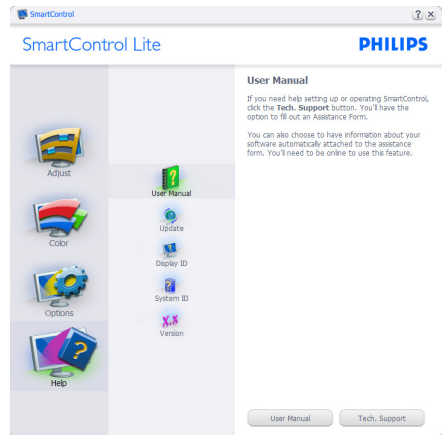 SmartControl
? x
SmartControl Lite
PHILIPS
Adjust
Color
Options
Help
User Manual
Update
Display ID
System ID
x.x
Version
User Manual
If you need help setting up or operating SmartControl,
click the Tech. Support button. You'll have the
option to fill out an Assistance Form.
You can also choose to have information about your
software automatically attached to the assistance
form. You'll need to be online to use this feature.
User Manual
Tech. Support